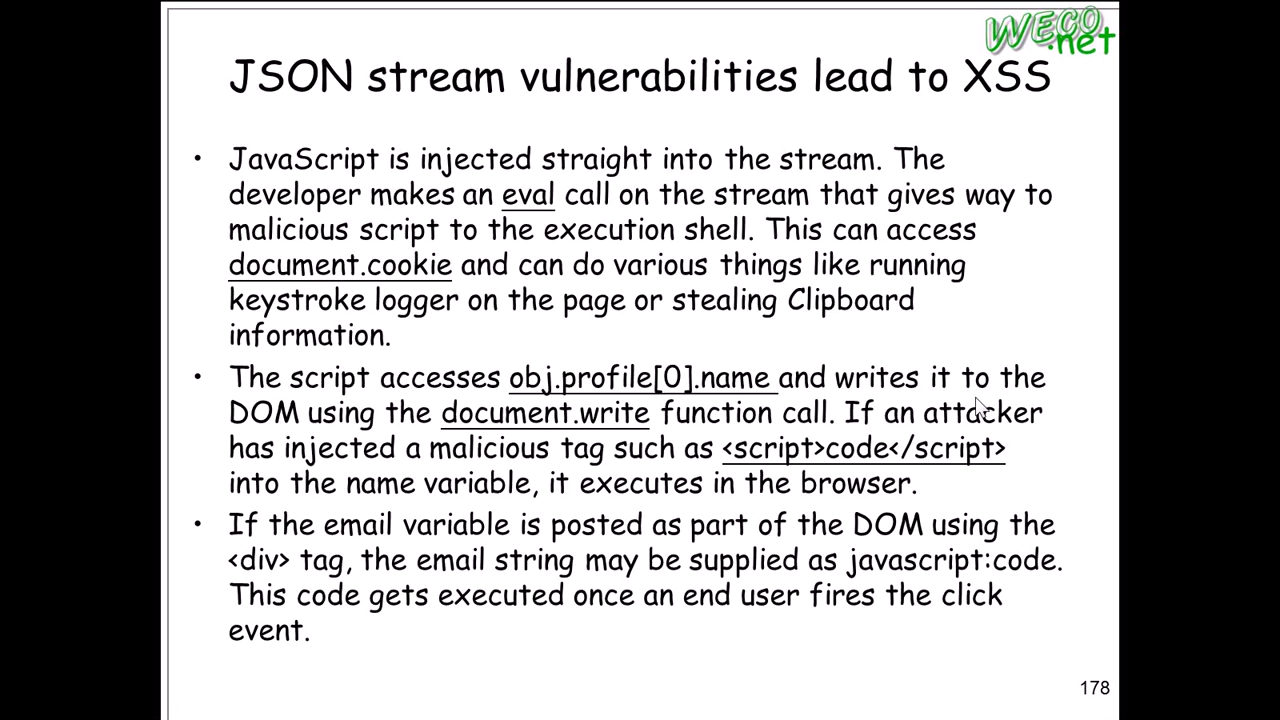 WECO
.net
JSON stream vulnerabilities lead to XSS
• JavaScript is injected straight into the stream. The
developer makes an eval call on the stream that gives way to
malicious script to the execution shell. This can access
document.cookie and can do various things like running
keystroke logger on the page or stealing Clipboard
information.
• The script accesses obj.profile[0].name and writes it to the
DOM using the document.write function call. If an attacker
has injected a malicious tag such as <script>code</script>
into the name variable, it executes in the browser.
• If the email variable is posted as part of the DOM using the
<div> tag, the email string may be supplied as javascript:code.
This code gets executed once an end user fires the click
event.
178